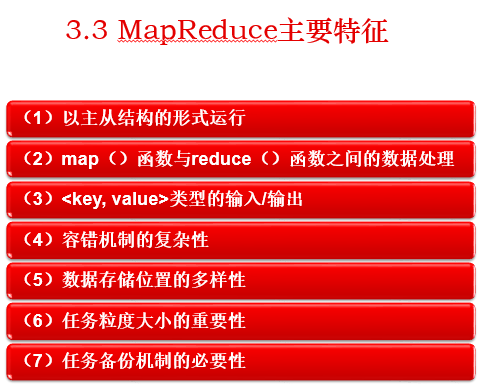 3.3 MapReduce主要特征
（1）以主从结构的形式运行
（2）map（）函数与reduce（）函数之间的数据处理
（3）<key, value>类型的输入/输出
（4）容错机制的复杂性
（5）数据存储位置的多样性
（6）任务粒度大小的重要性
（7）任务备份机制的必要性